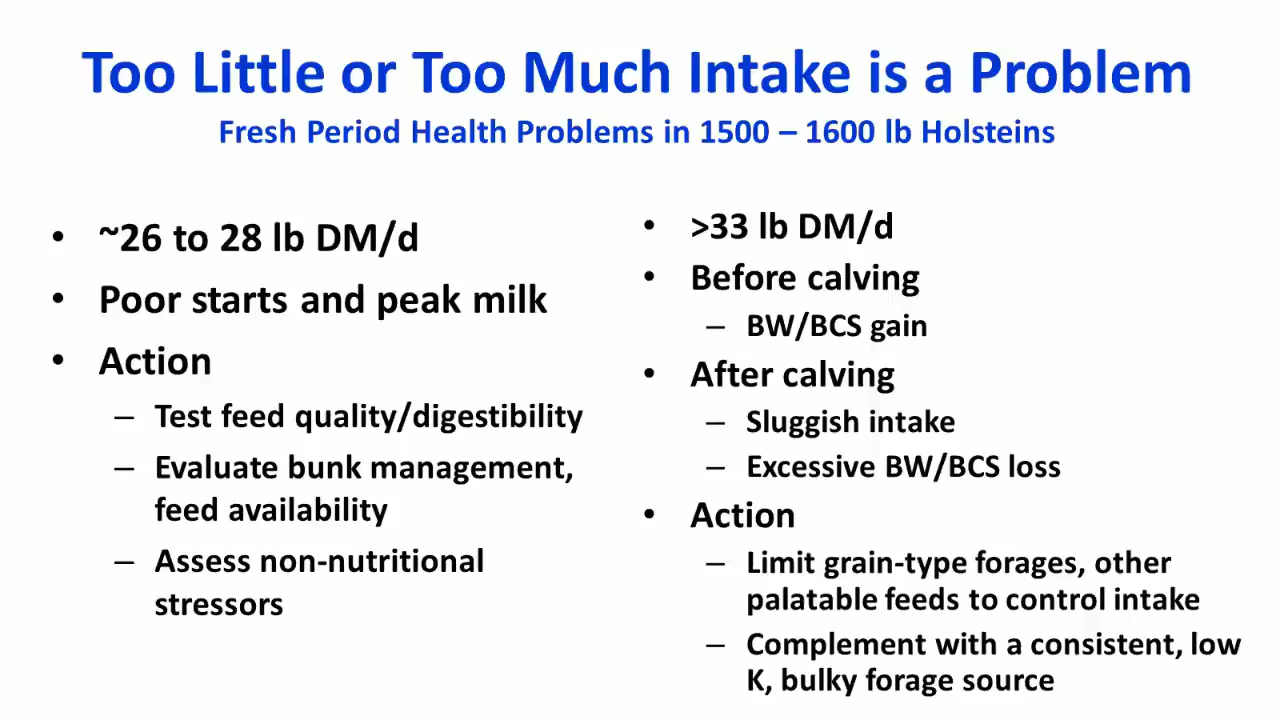 Too Little or Too Much Intake is a Problem
Fresh Period Health Problems in 1500 – 1600 lb Holsteins
• ~26 to 28 lb DM/d
• Poor starts and peak milk
• Action
– Test feed quality/digestibility
– Evaluate bunk management,
feed availability
– Assess non-nutritional
stressors
• >33 lb DM/d
• Before calving
– BW/BCS gain
• After calving
– Sluggish intake
– Excessive BW/BCS loss
• Action
– Limit grain-type forages, other
palatable feeds to control intake
– Complement with a consistent, low
K, bulky forage source